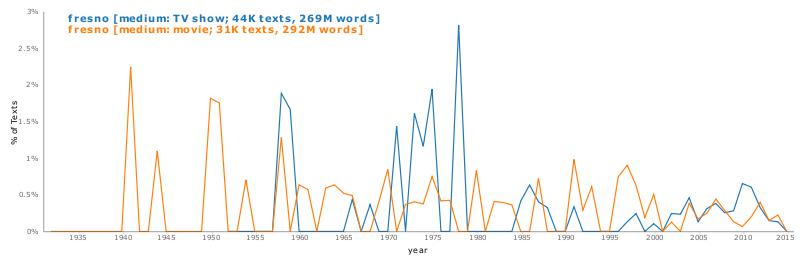 fresno [medium: TV show; 44K texts, 269M words]
fresno [medium: movie; 31K texts, 292M words]
3%
2.5%
2%
1.5%
1%
0.5%
0%
% of Texts
1935 1940 1945 1950 1955 1960 1965 1970 1975 1980 1985 1990 1995 2000 2005 2010 2015
year